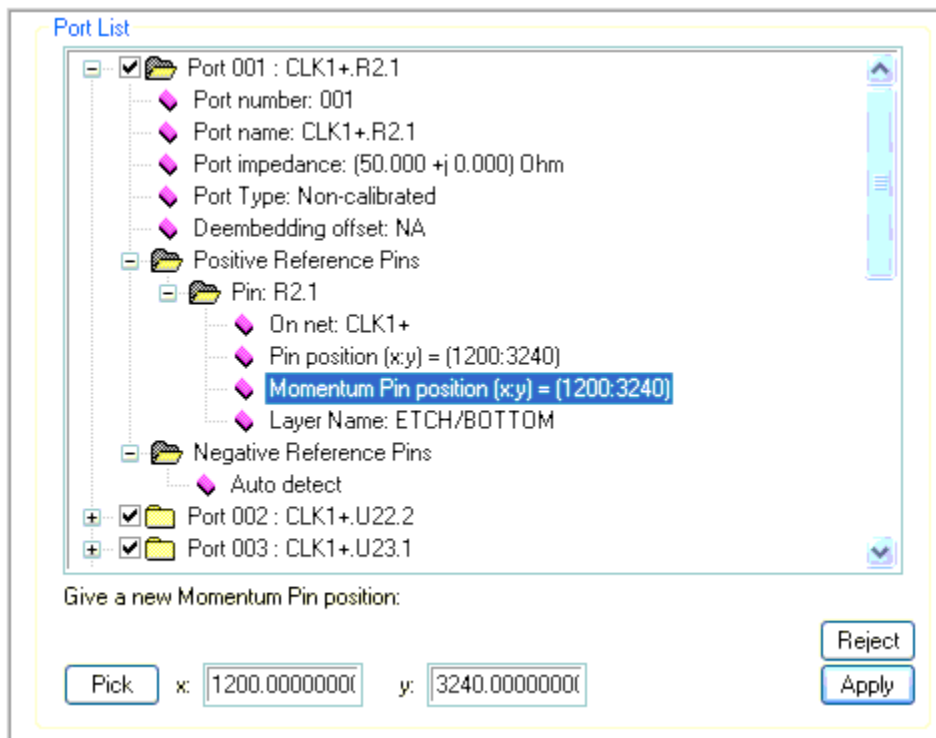 Port List
Port 001 : CLK1+.R2.1
Port number: 001
Port name: CLK1+.R2.1
Port impedance: (50.000 +j 0.000) Ohm
Port Type: Non-calibrated
Deembedding offset: NA
Positive Reference Pins
Pin: R2.1
On net: CLK1+
Pin position (x:y) = (1200:3240)
Momentum Pin position (x:y) = (1200:3240)
Layer Name: ETCH/BOTTOM
Negative Reference Pins
Auto detect
Port 002 : CLK1+.U22.2
Port 003 : CLK1+.U23.1
Give a new Momentum Pin position:
Reject
Pick x: 1200.0000000( y: 3240.0000000( Apply